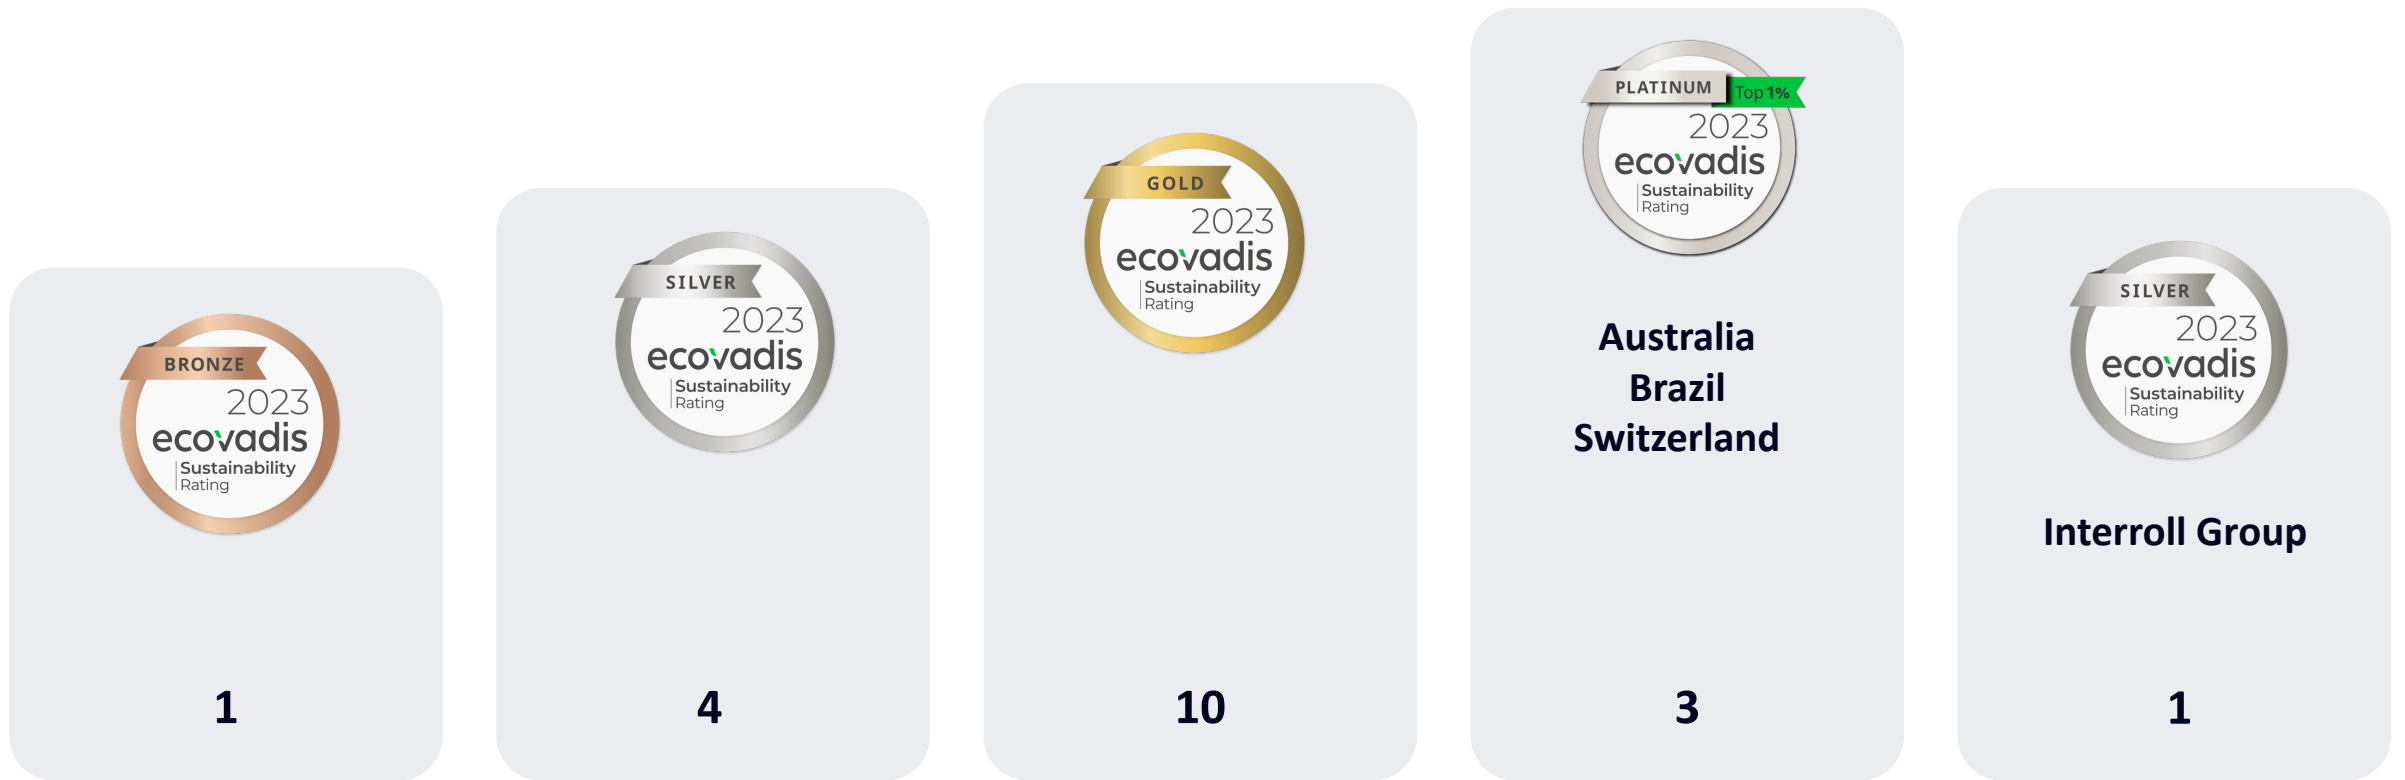 BRONZE
2023
ecovadis
Sustainability
Rating
1
SILVER
2023
ecovadis
Sustainability
Rating
4
GOLD
2023
ecovadis
Sustainability
Rating
10
PLATINUM
Top 1%
2023
ecovadis
Sustainability
Rating
Australia
Brazil
Switzerland
3
SILVER
2023
ecovadis
Sustainability
Rating
Interroll Group
1